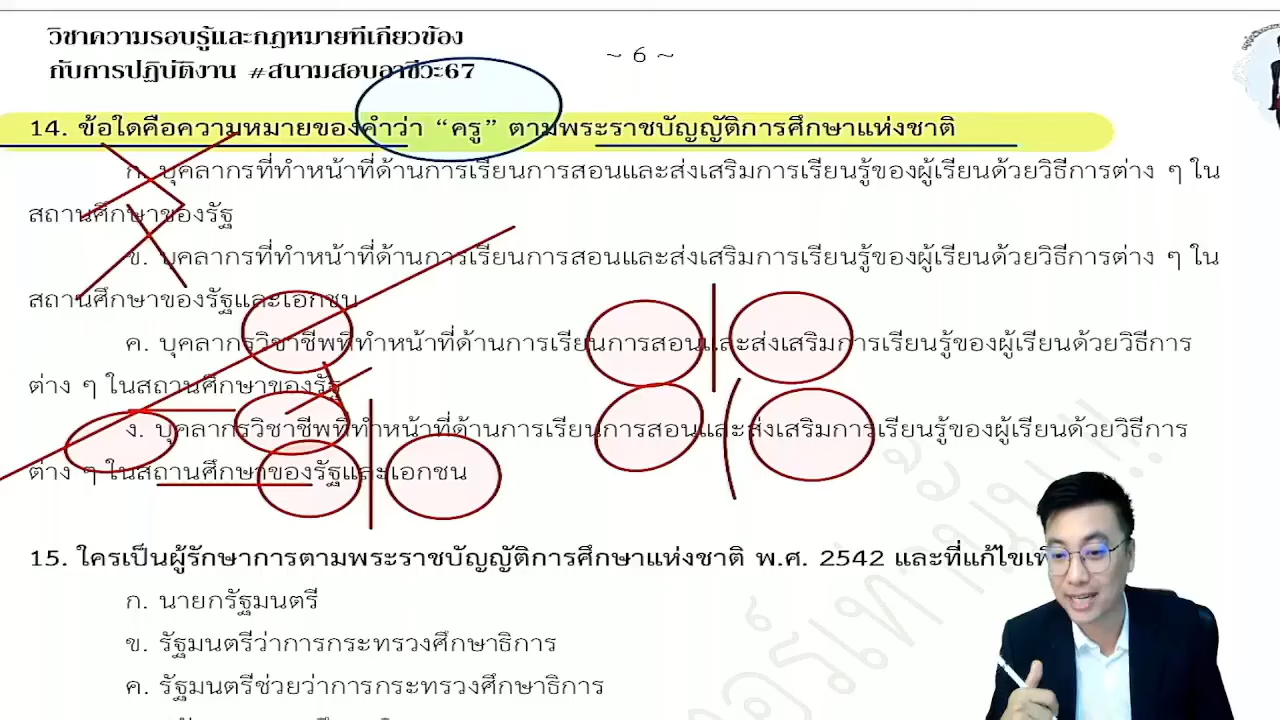 วิชาความรอบรู้และกฎหมายที่เกี่ยวข้อง
กับการปฏิบัติงาน #สนามสอบอาชีวะ67
~ 6 ~
14. ข้อใดคือความหมายของคำว่า “ครู” ตามพระราชบัญญัติการศึกษาแห่งชาติ
ก. บุคลากรที่ทำหน้าที่ด้านการเรียนการสอนและส่งเสริมการเรียนรู้ของผู้เรียนด้วยวิธีการต่าง ๆ ใน
สถานศึกษาของรัฐ
ข. บุคลากรที่ทำหน้าที่ด้านการเรียนการสอนและส่งเสริมการเรียนรู้ของผู้เรียนด้วยวิธีการต่าง ๆ ใน
สถานศึกษาของรัฐและเอกชน
ค. บุคลากรวิชาชีพที่ทำหน้าที่ด้านการเรียนการสอนและส่งเสริมการเรียนรู้ของผู้เรียนด้วยวิธีการ
ต่าง ๆ ในสถานศึกษาของรัฐ
ง. บุคลากรวิชาชีพที่ทำหน้าที่ด้านการเรียนการสอนและส่งเสริมการเรียนรู้ของผู้เรียนด้วยวิธีการ
ต่าง ๆ ในสถานศึกษาของรัฐและเอกชน
15. ใครเป็นผู้รักษาการตามพระราชบัญญัติการศึกษาแห่งชาติ พ.ศ. 2542 และที่แก้ไขเพิ
ก. นายกรัฐมนตรี
ข. รัฐมนตรีว่าการกระทรวงศึกษาธิการ
ค. รัฐมนตรีช่วยว่าการกระทรวงศึกษาธิการ